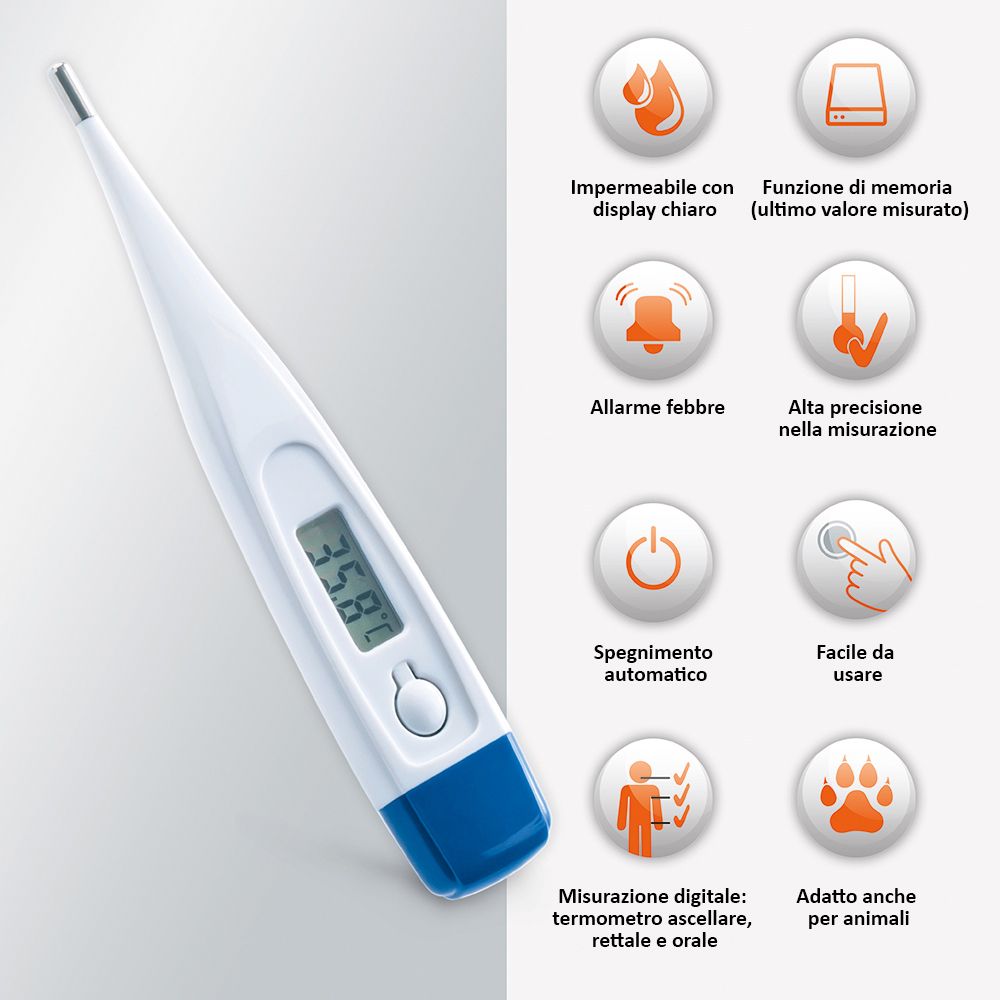 35.8°C
Impermeabile con
display chiaro
Funzione di memoria
(ultimo valore misurato)
Allarme febbre
Alta precisione
nella misurazione
Spegnimento
automatico
Facile da
usare
Misurazione digitale:
termometro ascellare,
rettale e orale
Adatto anche
per animali